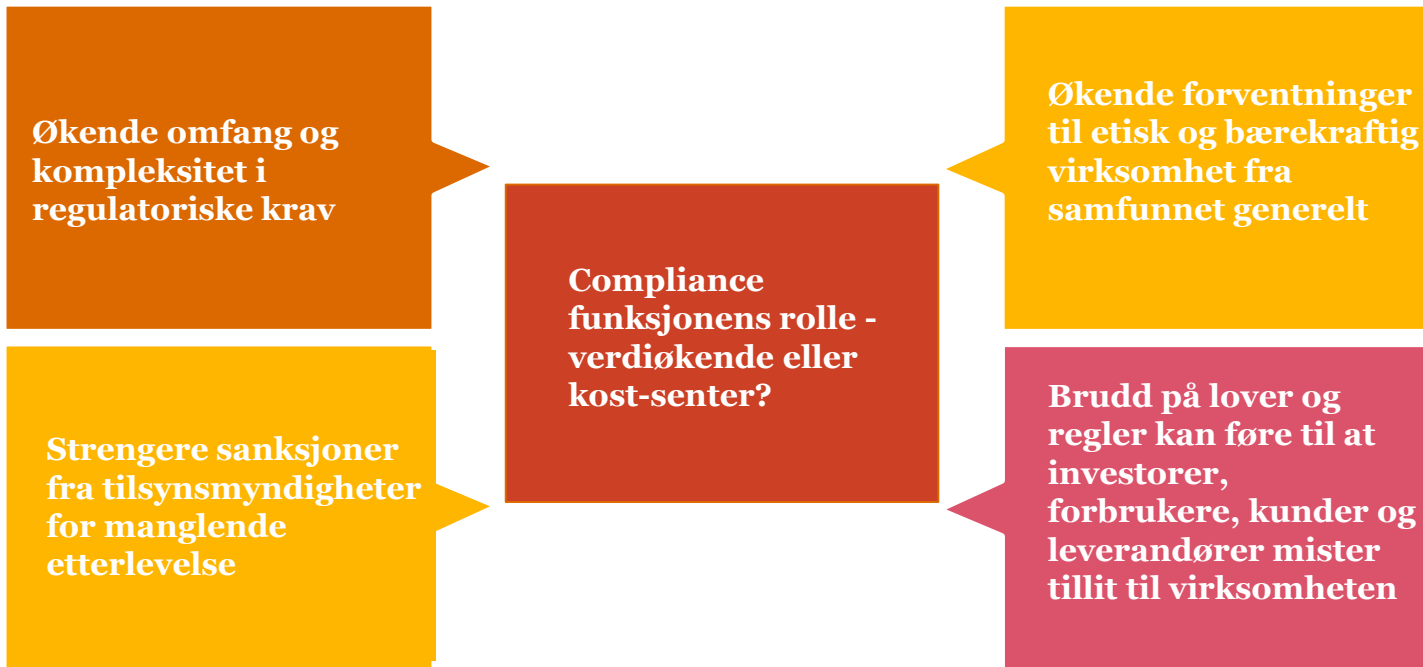 Økende omfang og
kompleksitet i
regulatoriske krav
Økende forventninger
til etisk og bærekraftig
virksomhet fra
samfunnet generelt
Compliance
funksjonens rolle -
verdiøkende eller
kost-senter?
Strengere sanksjoner
fra tilsynsmyndigheter
for manglende
etterlevelse
Brudd på lover og
regler kan føre til at
investorer,
forbrukere, kunder og
leverandører mister
tillit til virksomheten